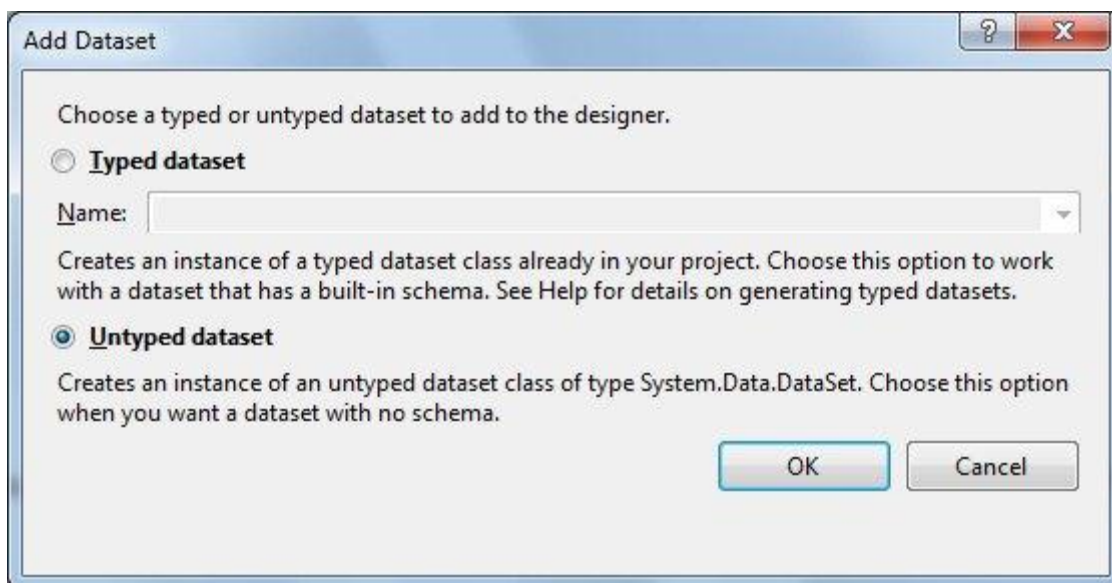 Add Dataset
?
Choose a typed or untyped dataset to add to the designer.
Typed dataset
Name:
Creates an instance of a typed dataset class already in your project. Choose this option to work
with a dataset that has a built-in schema. See Help for details on generating typed datasets.
Untyped dataset
Creates an instance of an untyped dataset class of type System.Data.DataSet. Choose this option
when you want a dataset with no schema.
OK Cancel